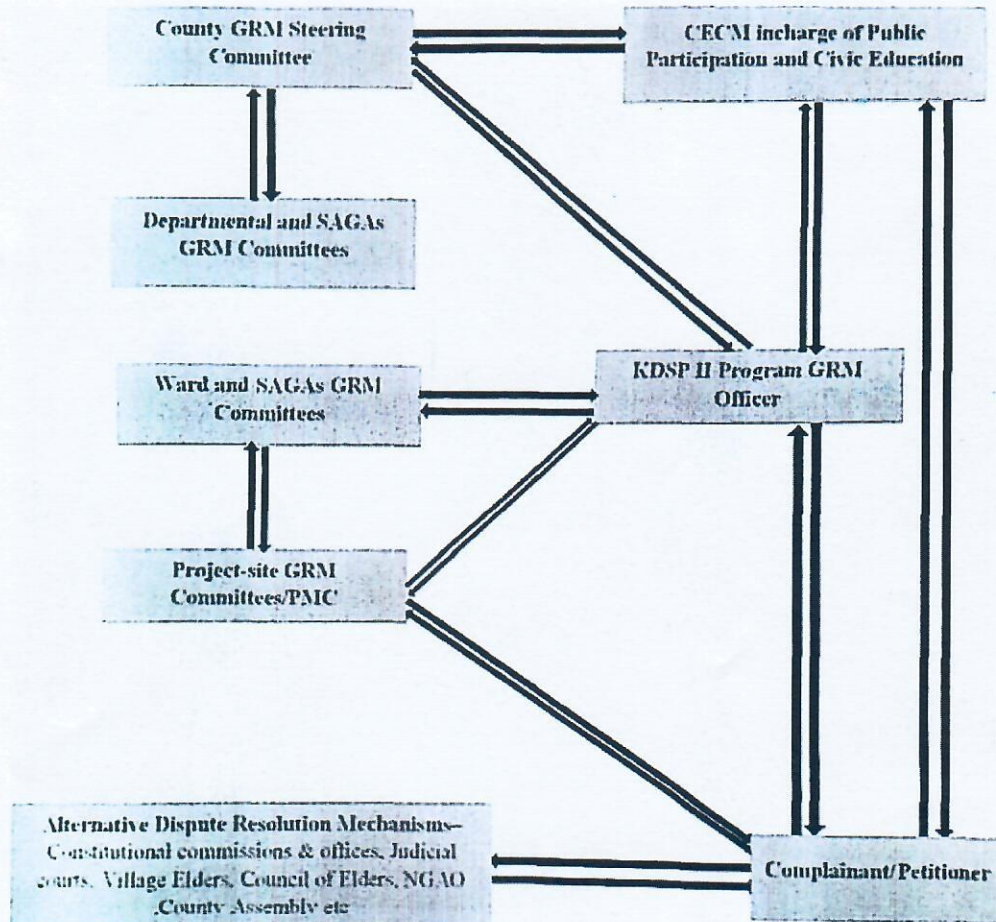 County GRM Steering
Committee
CECM incharge of Public
Participation and Civic Education
Departmental and SAGAs
GRM Committees
Ward and SAGAs GRM
Committees
KDSP II Program GRM
Officer
Project-site GRM
Committees/PMC
Alternative Dispute Resolution Mechanisms–
Constitutional commissions & offices, Judicial
courts, Village Elders, Council of Elders, NGAO
,County Assembly etc
Complainant/Petitioner